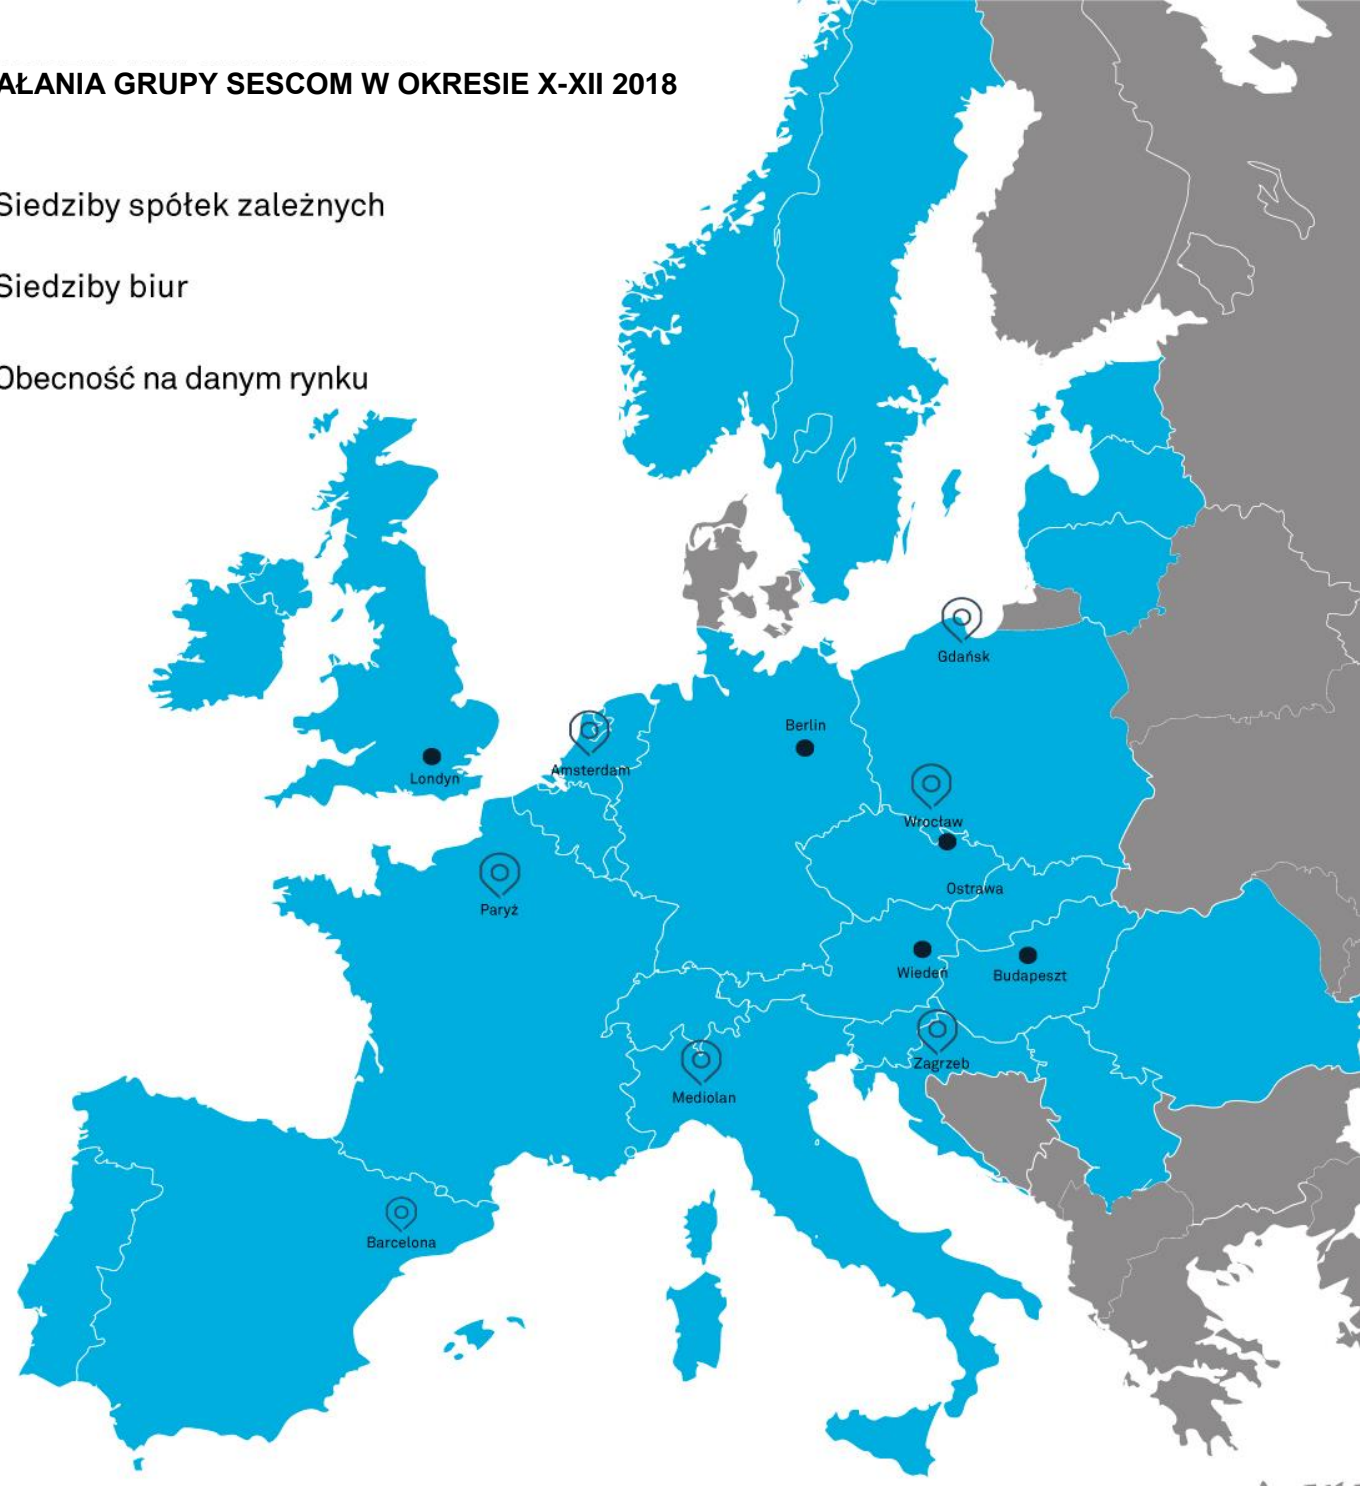 AŁANIA GRUPY SESCOM W OKRESIE X-XII 2018
Siedziby spółek zależnych
Siedziby biur
Obecność na danym rynku
Gdańsk
Berlin
Amsterdam
Londyn
Wrocław
Ostrawa
Paryż
Wiedeń
Budapeszt
Zagrzeb
Mediolan
Barcelona